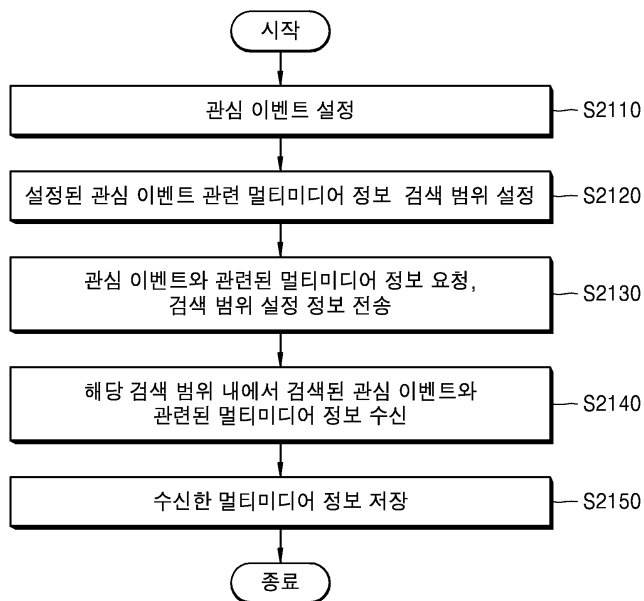 시작
관심 이벤트 설정
S2110
설정된 관심 이벤트 관련 멀티미디어 정보 검색 범위 설정
S2120
관심 이벤트와 관련된 멀티미디어 정보 요청,
검색 범위 설정 정보 전송
S2130
해당 검색 범위 내에서 검색된 관심 이벤트와
관련된 멀티미디어 정보 수신
S2140
수신한 멀티미디어 정보 저장
S2150
종료